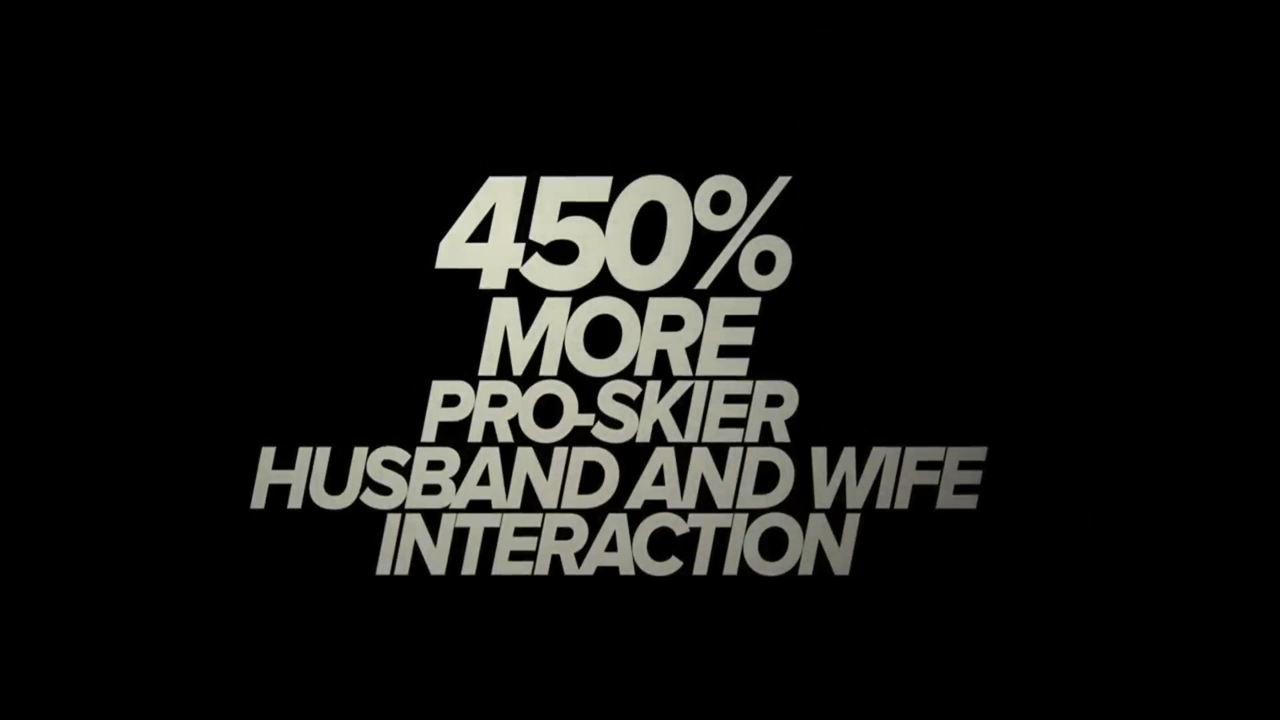 450%
MORE
PRO-SKIER
HUSBAND AND WIFE
INTERACTION